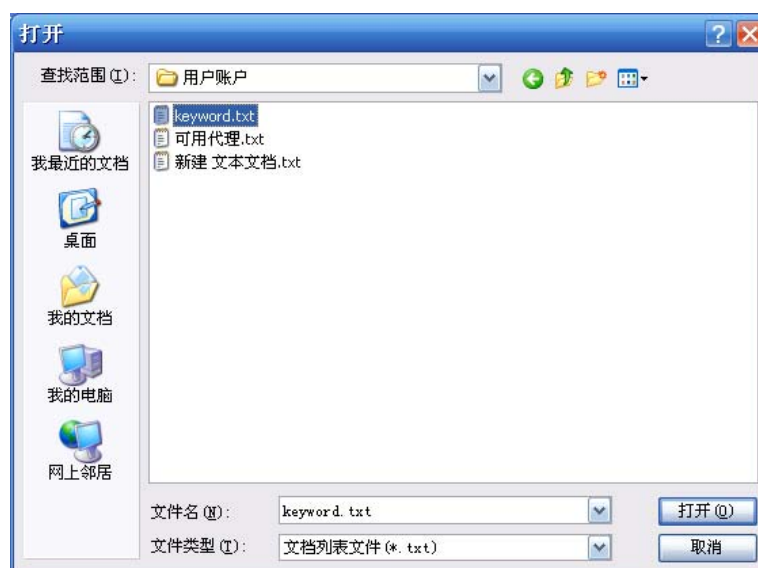 打开
查找范围(I):
用户账户
keyword.txt
可用代理.txt
新建 文本文档.txt
我最近的文档
桌面
我的文档
我的电脑
网上邻居
文件名(N):
keyword.txt
打开(O)
文件类型(T):
文档列表文件(*.txt)
取消